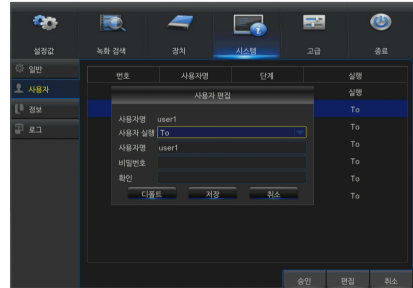 설정값 녹화 검색 장치 시스템 고급 종료
일반
사용자
정보
로그
번호 사용자명 단계 실행
실행
To
To
To
To
To
To
사용자 편집
사용자명 user1
사용자 실행 To
사용자명 user1
비밀번호
확인
디폴트 저장 취소
승인 편집 취소